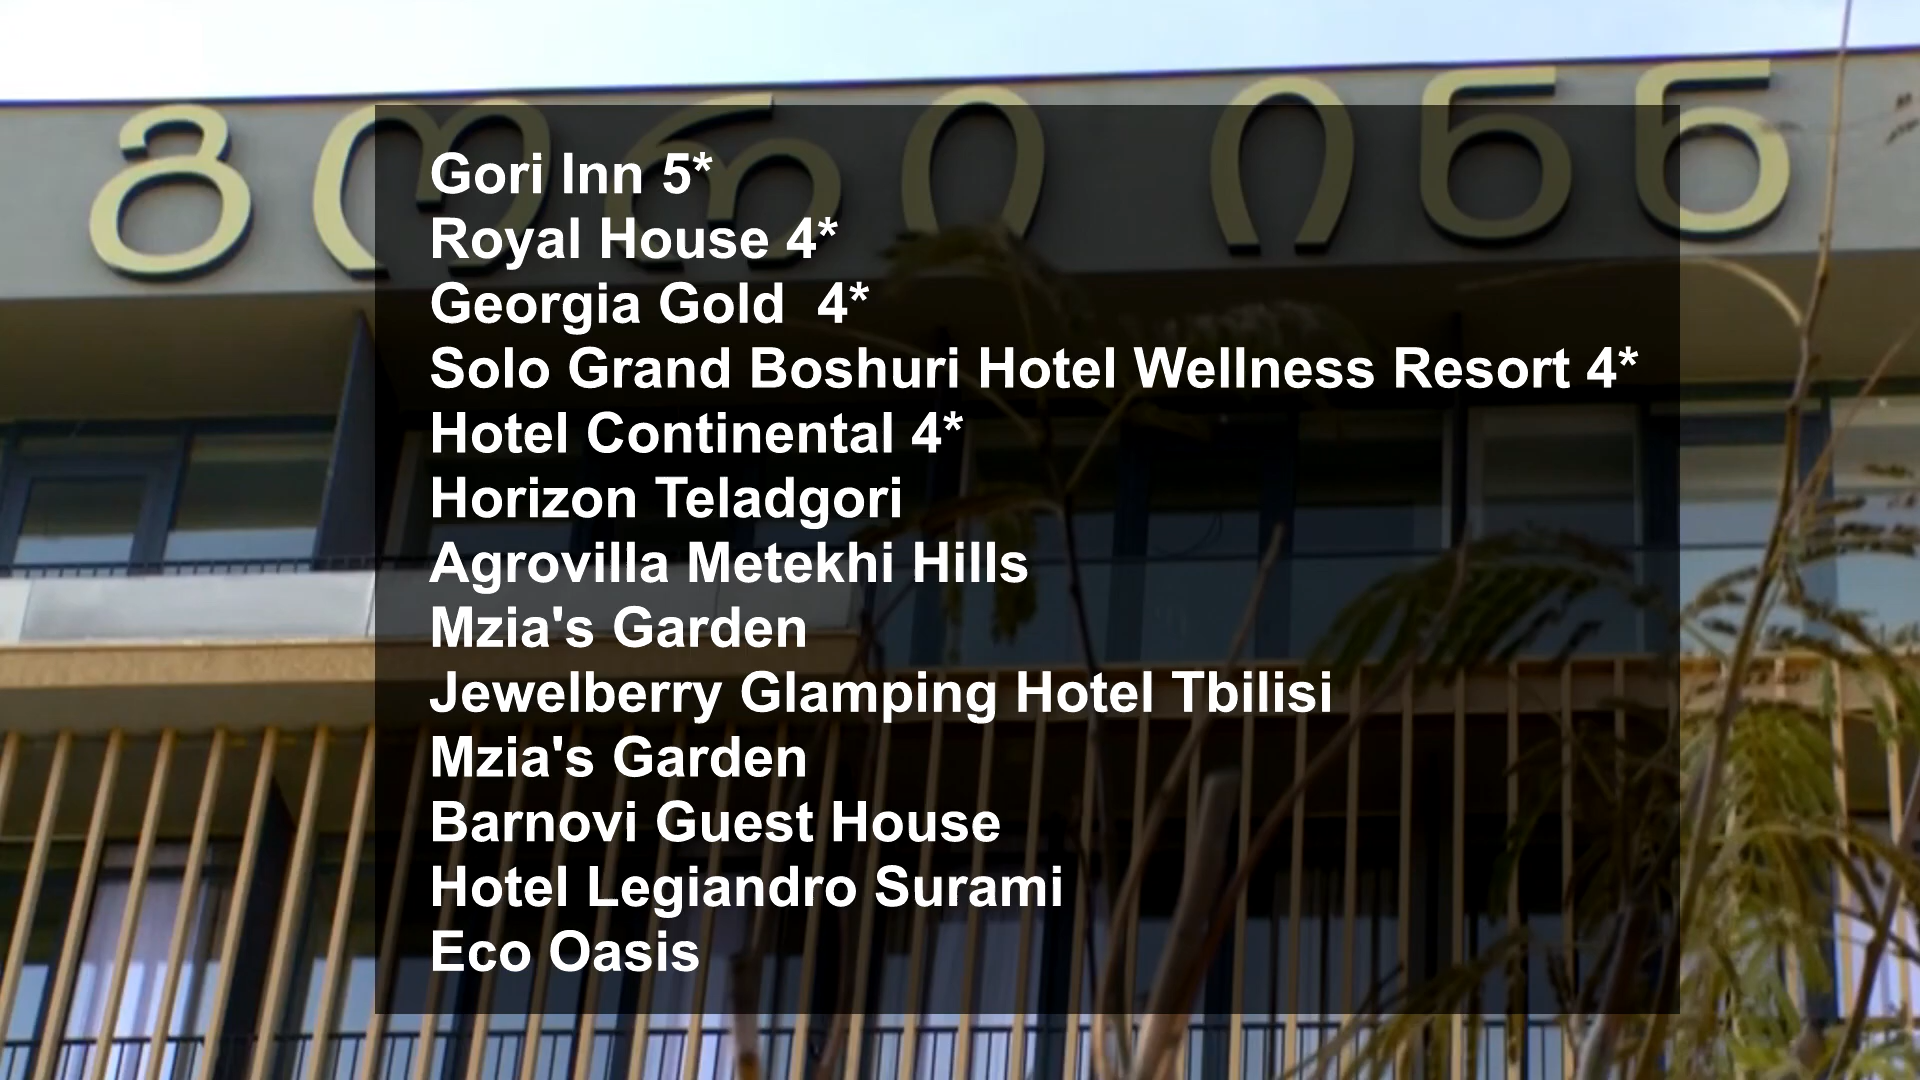 გორი ინნ
Gori Inn 5*
Royal House 4*
Georgia Gold  4*
Solo Grand Boshuri Hotel Wellness Resort 4*
Hotel Continental 4*
Horizon Teladgori
Agrovilla Metekhi Hills
Mzia's Garden
Jewelberry Glamping Hotel Tbilisi
Mzia's Garden
Barnovi Guest House
Hotel Legiandro Surami
Eco Oasis